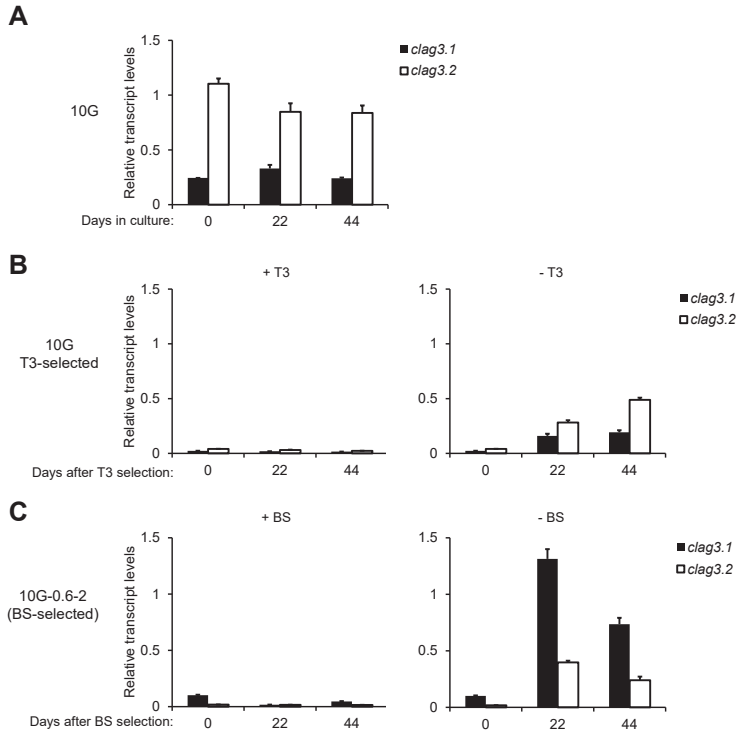 A
1.5
1
0.5
0
Relative transcript levels
10G
clag3.1
clag3.2
Days in culture:
0 22 44
B
+ T3
- T3
10G
T3-selected
1.5
1
0.5
0
Relative transcript levels
1.5
1
0.5
0
clag3.1
clag3.2
Days after T3 selection:
0 22 44
0 22 44
C
+ BS
- BS
10G-0.6-2
(BS-selected)
1.5
1
0.5
0
Relative transcript levels
1.5
1
0.5
0
clag3.1
clag3.2
Days after BS selection:
0 22 44
0 22 44